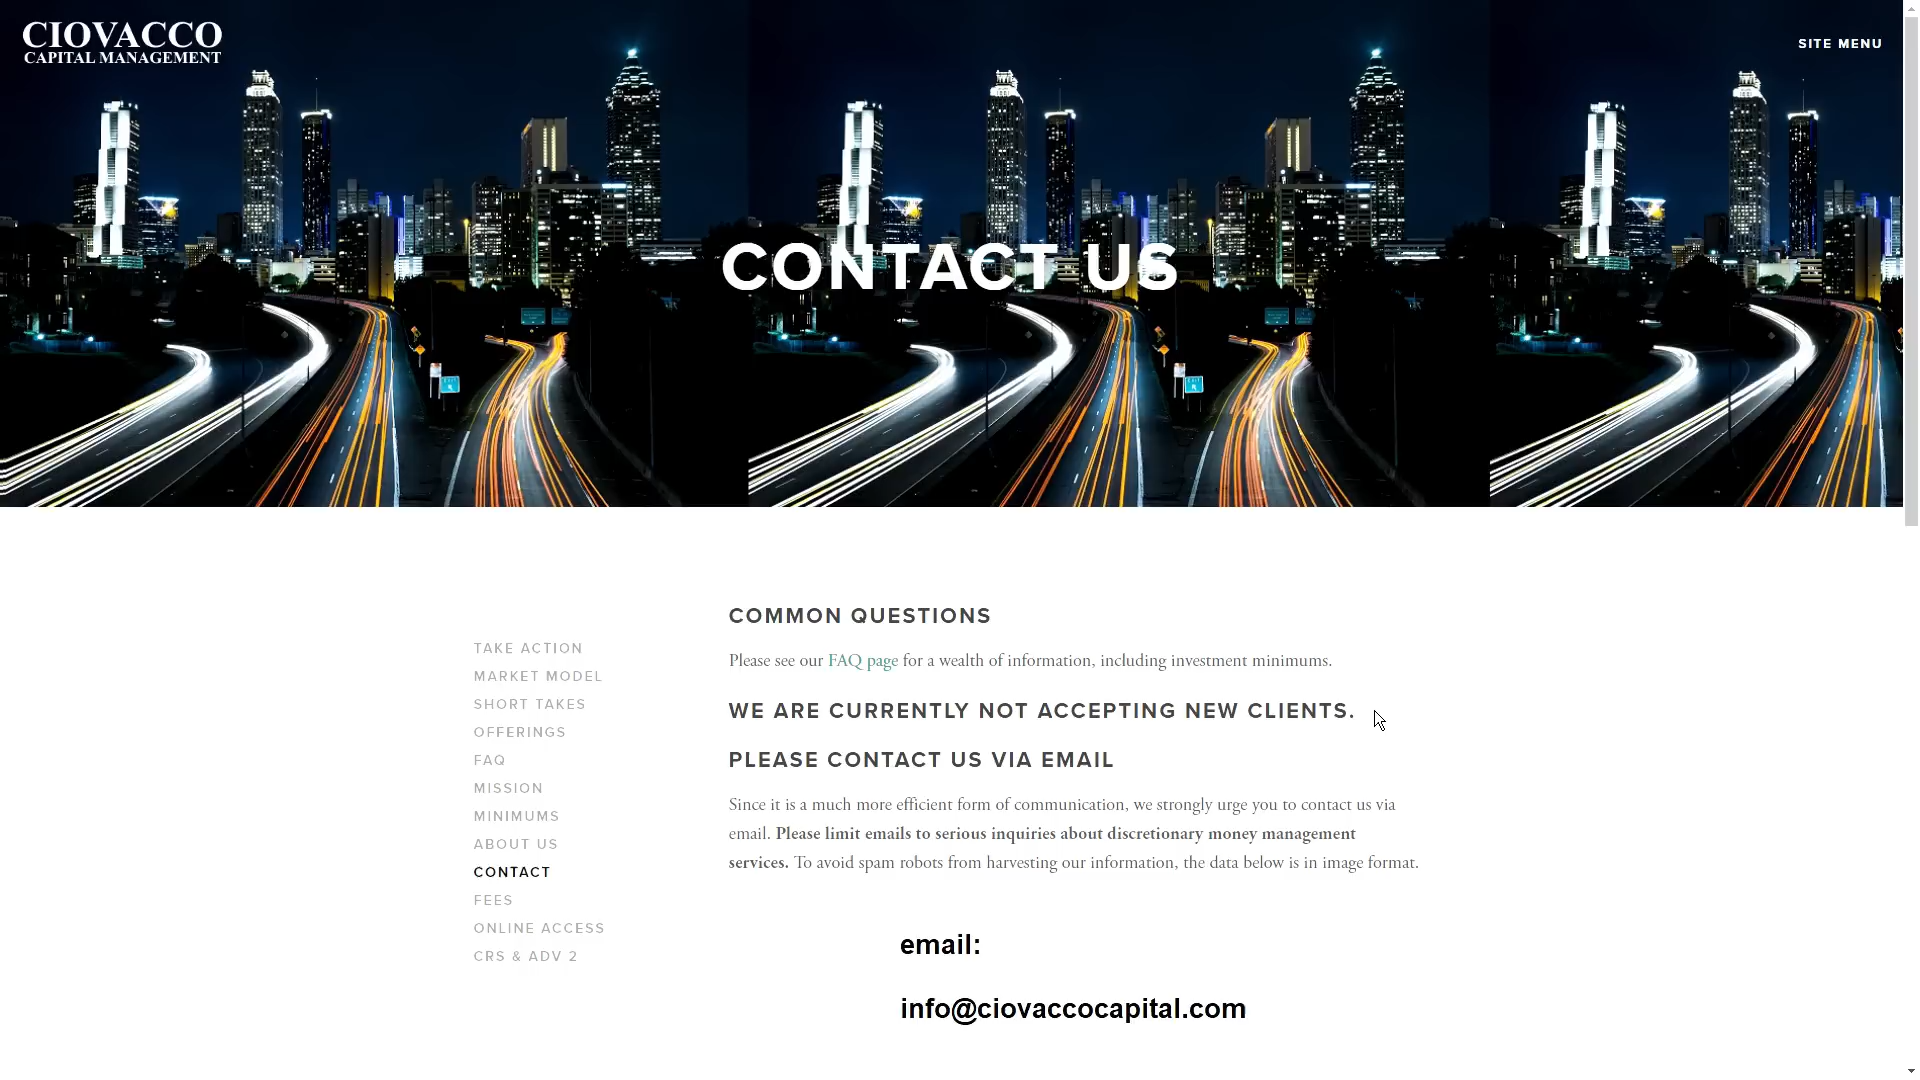 CIOVACCO
CAPITAL MANAGEMENT
SITE MENU
CONTACT US
TAKE ACTION
MARKET MODEL
SHORT TAKES
OFFERINGS
FAQ
MISSION
MINIMUMS
ABOUT US
CONTACT
FEES
ONLINE ACCESS
CRS & ADV 2
COMMON QUESTIONS
Please see our FAQ page for a wealth of information, including investment minimums.
WE ARE CURRENTLY NOT ACCEPTING NEW CLIENTS.
PLEASE CONTACT US VIA EMAIL
Since it is a much more efficient form of communication, we strongly urge you to contact us via
email. Please limit emails to serious inquiries about discretionary money management
services. To avoid spam robots from harvesting our information, the data below is in image format.
email:
info@ciovaccocapital.com